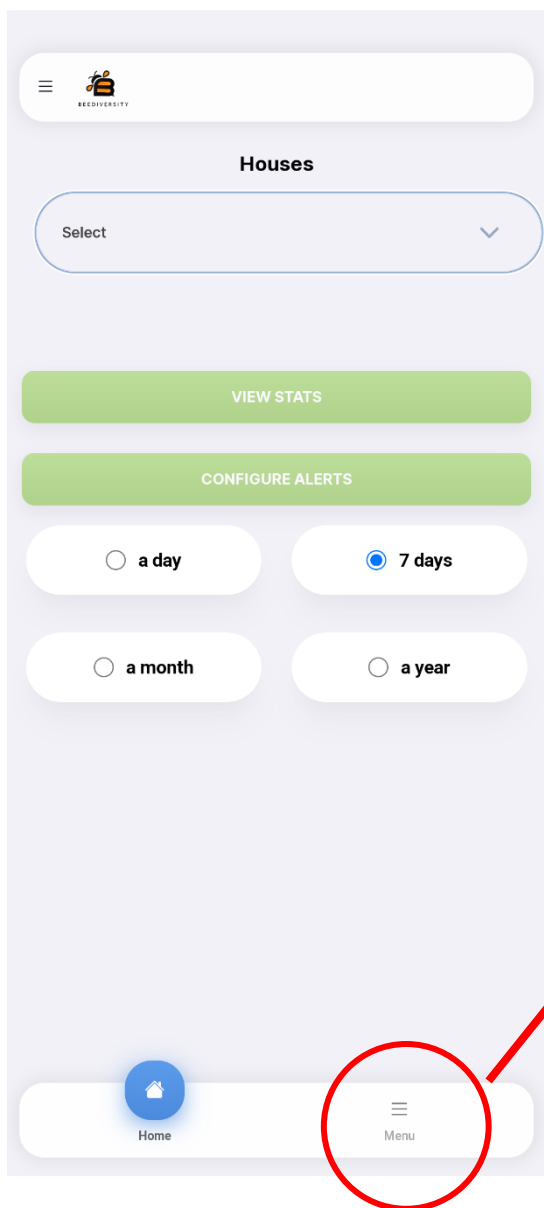 BEEDIVERSITY
Houses
Select
VIEW STATS
CONFIGURE ALERTS
a day
7 days
a month
a year
Home
Menu